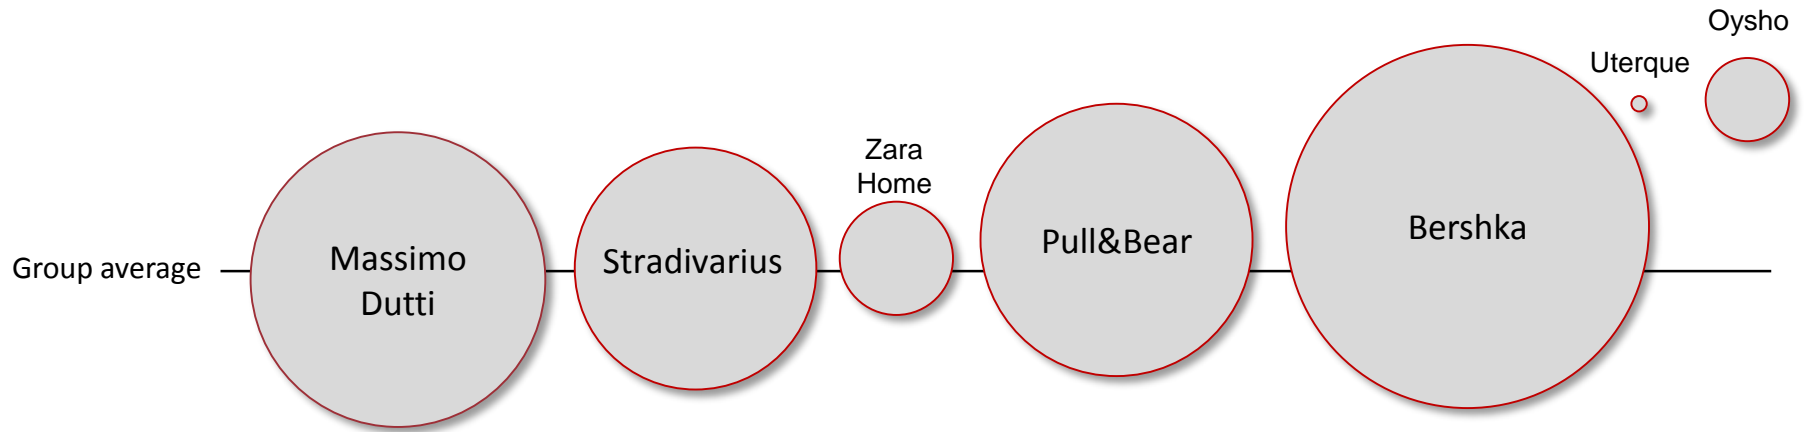 Group average
Massimo
Dutti
Stradivarius
Zara
Home
Pull&Bear
Bershka
Uterque
Oysho